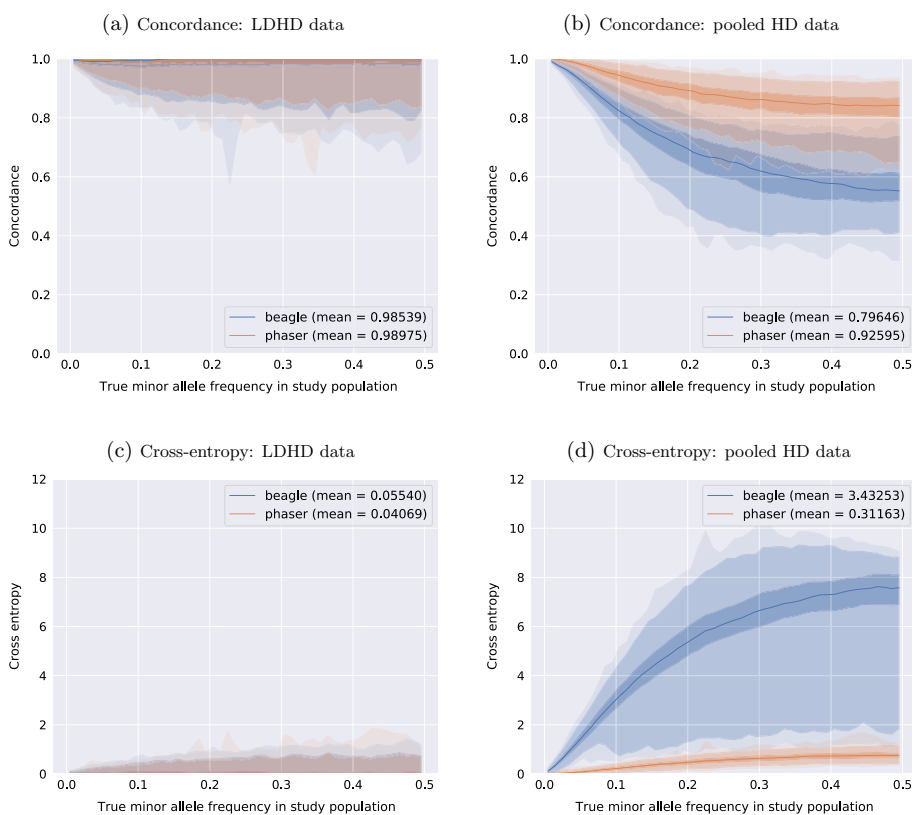 (a) Concordance: LDHD data
1.0
0.8
0.6
0.4
0.2
0.0
Concordance
beagle (mean = 0.98539)
phaser (mean = 0.98975)
0.0 0.1 0.2 0.3 0.4 0.5
True minor allele frequency in study population
(b) Concordance: pooled HD data
1.0
0.8
0.6
0.4
0.2
0.0
Concordance
beagle (mean = 0.79646)
phaser (mean = 0.92595)
0.0 0.1 0.2 0.3 0.4 0.5
True minor allele frequency in study population
(c) Cross-entropy: LDHD data
12
10
8
6
4
2
0
Cross entropy
beagle (mean = 0.05540)
phaser (mean = 0.04069)
0.0 0.1 0.2 0.3 0.4 0.5
True minor allele frequency in study population
(d) Cross-entropy: pooled HD data
12
10
8
6
4
2
0
Cross entropy
beagle (mean = 3.43253)
phaser (mean = 0.31163)
0.0 0.1 0.2 0.3 0.4 0.5
True minor allele frequency in study population